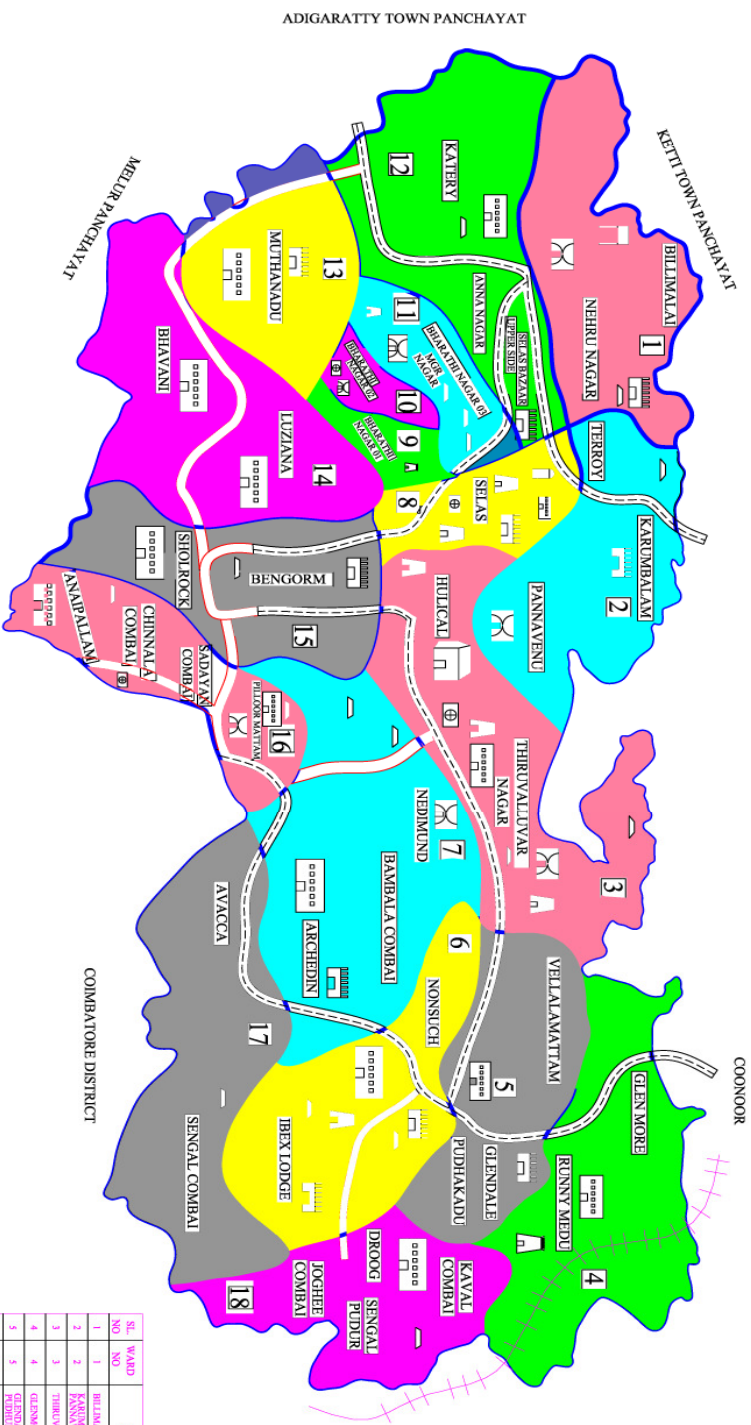 ADIGARATTY TOWN PANCHAYAT
KETTI TOWN PANCHAYAT
MELUR PANCHAYAT
COIMBATORE DISTRICT
COONOOR
BILLIMALAI
1
NEHRU NAGAR
KATERY
12
ANNA NAGAR
SELAS BAZAAR
UPPER SIDE
TERROY
KARUMBALAM
2
PANNAVENU
MUTHANADU
13
11
BHARATHI NAGAR 03
MGR
NAGAR
BHARATHI
NAGAR 02
10
BHARATHI
NAGAR 01
9
8
SELAS
BHAVANI
LUZIANA
14
HULICAL
THIRUVALLUVAR
NAGAR
3
SHOLROCK
BENGORM
15
ANAIPALLAM
CHINNALA
COMBAI
SADAYAN
COMBAI
PILLOOR MATTAM
16
NEDIMUND
7
BAMBALA COMBAI
ARCHEDIN
6
NONSUCH
VELLALAMATTAM
5
GLENDALE
PUDHAKADU
GLEN MORE
RUNNY MEDU
4
AVACCA
17
SENGAL COMBAI
IBEX LODGE
DROOG
JOGHEE
COMBAI
SENGAL
PUDUR
KAVAL
COMBAI
18
SL. NO WARD NO
1 1
2 2
3 3
4 4
5 5